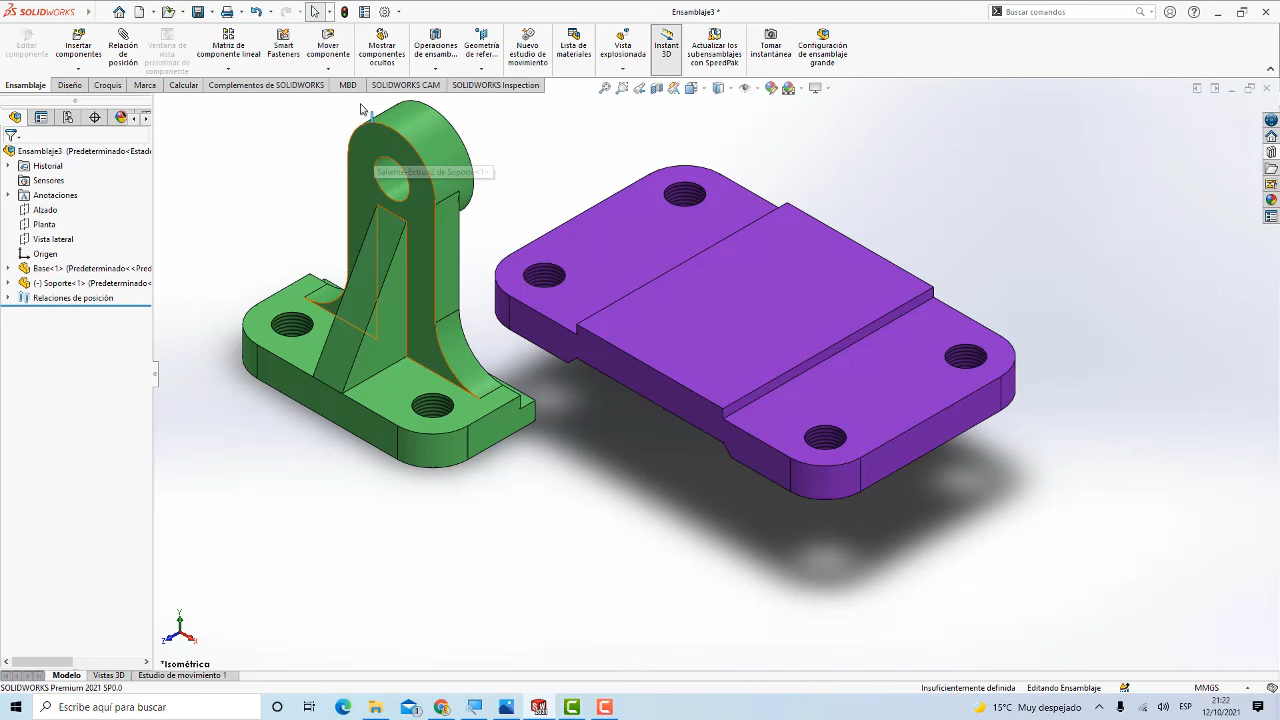 SOLIDWORKS
Ensamblaje3 *
Buscar comandos
Editar componente
Insertar componentes
Relación de posición
Ventana de vista preliminar de componente
Matriz de componente lineal
Smart Fasteners
Mover componente
Mostrar componentes ocultos
Operaciones de ensamb...
Geometría de refer...
Nuevo estudio de movimiento
Lista de materiales
Vista explosionada
Instant 3D
Actualizar los subensamblajes con SpeedPak
Tomar instantánea
Configuración de ensamblaje grande
Ensamblaje
Diseño
Croquis
Marca
Calcular
Complementos de SOLIDWORKS
MBD
SOLIDWORKS CAM
SOLIDWORKS Inspection
Ensamblaje3 (Predeterminado<Estad
Historial
Sensores
Anotaciones
Alzado
Planta
Vista lateral
Origen
Base<1> (Predeterminado<<Pred
(-) Soporte<1> (Predeterminado<
Relaciones de posición
Saliente-Extruir2 de Soporte<1>
Y
Z
X
*Isométrica
Modelo
Vistas 3D
Estudio de movimiento 1
SOLIDWORKS Premium 2021 SP0.0
Insuficientemente definida
Editando Ensamblaje
MMGS
Escribe aquí para buscar
15°C Muy despejado
ESP
21:22
12/10/2021